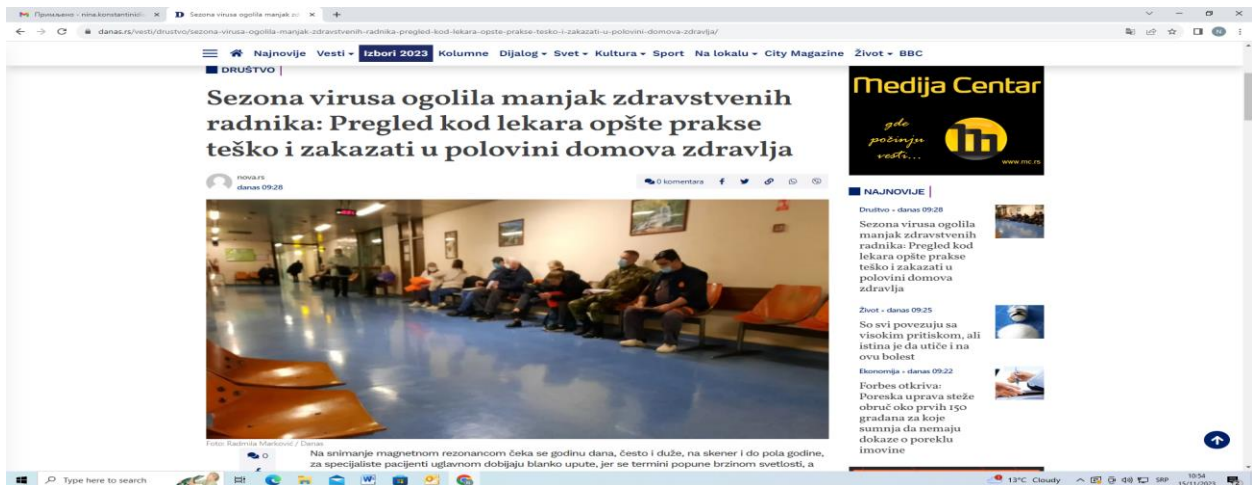 Примљено - nina.konstantinidi
Sezona virusa ogolila manjak zd
danas.rs/vesti/drustvo/sezona-virusa-ogolila-manjak-zdravstvenih-radnika-pregled-kod-lekara-opste-prakse-tesko-i-zakazati-u-polovini-domova-zdravlja/
Najnovije Vesti Izbori 2023 Kolumne Dijalog Svet Kultura Sport Na lokalu City Magazine Život BBC
DRUŠTVO
Sezona virusa ogolila manjak zdravstvenih
radnika: Pregled kod lekara opšte prakse
teško i zakazati u polovini domova zdravlja
nova.rs
danas 09:28
0 komentara
Foto: Radmila Marković / Danas
0
Na snimanje magnetnom rezonancom čeka se godinu dana, često i duže, na skener i do pola godine,
za specijaliste pacijenti uglavnom dobijaju blanko upute, jer se termini popune brzinom svetlosti, a
Medija Centar
gde
počinju
vesti...
www.mc.rs
NAJNOVIJE
Društvo - danas 09:28
Sezona virusa ogolila
manjak zdravstvenih
radnika: Pregled kod
lekara opšte prakse
teško i zakazati u
polovini domova
zdravlja
Život - danas 09:25
So svi povezuju sa
visokim pritiskom, ali
istina je da utiče i na
ovu bolest
Ekonomija - danas 09:22
Forbes otkriva:
Poreska uprava steže
obruč oko prvih 150
građana za koje
sumnja da nemaju
dokaze o poreklu
imovine
Type here to search
13°C Cloudy
SRP
10:54
15/11/2023